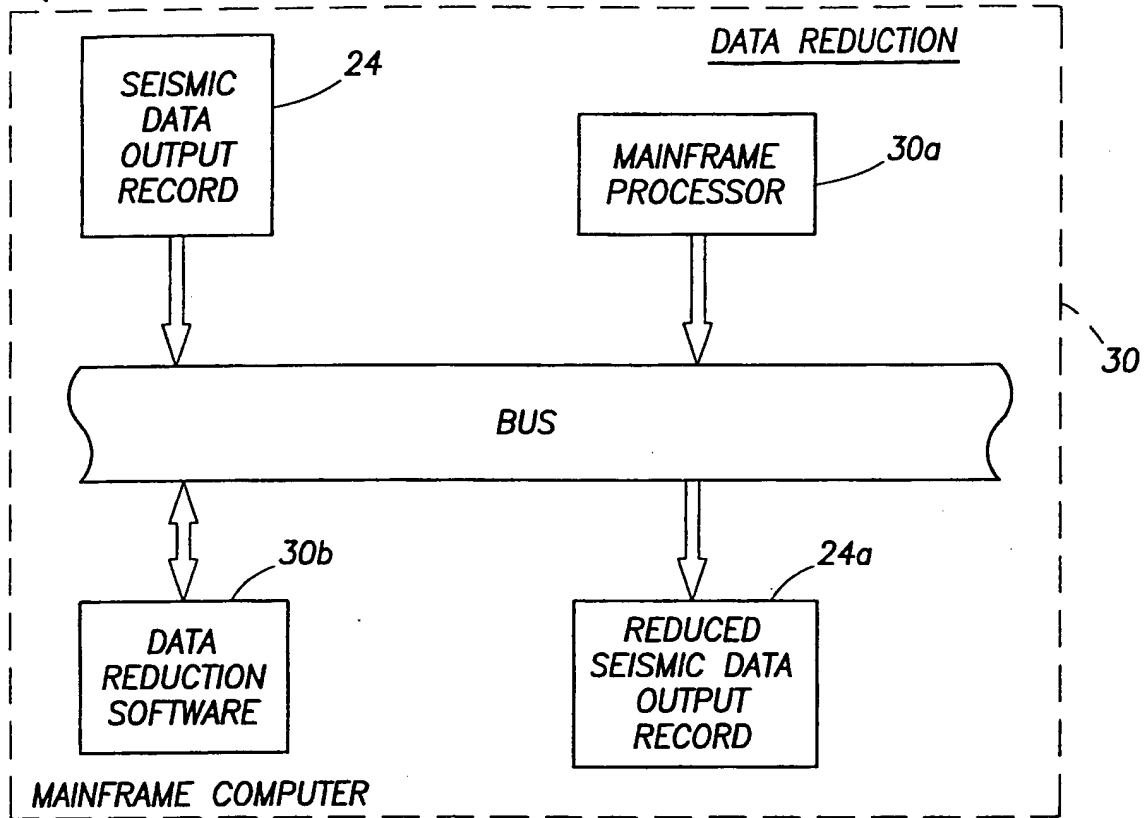 DATA REDUCTION
SEISMIC
DATA
OUTPUT
RECORD
24
MAINFRAME
PROCESSOR
30a
30
BUS
DATA
REDUCTION
SOFTWARE
30b
REDUCED
SEISMIC DATA
OUTPUT
RECORD
24a
MAINFRAME COMPUTER